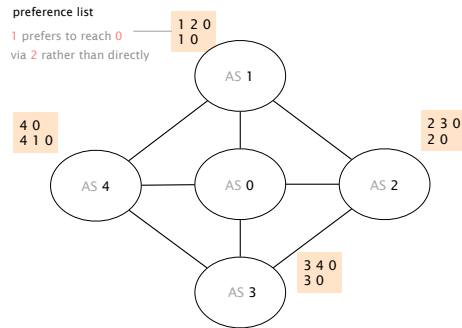 preference list
1 prefers to reach 0
via 2 rather than directly
1 2 0
1 0
AS 1
4 0
4 1 0
2 3 0
2 0
AS 4
AS 0
AS 2
3 4 0
3 0
AS 3